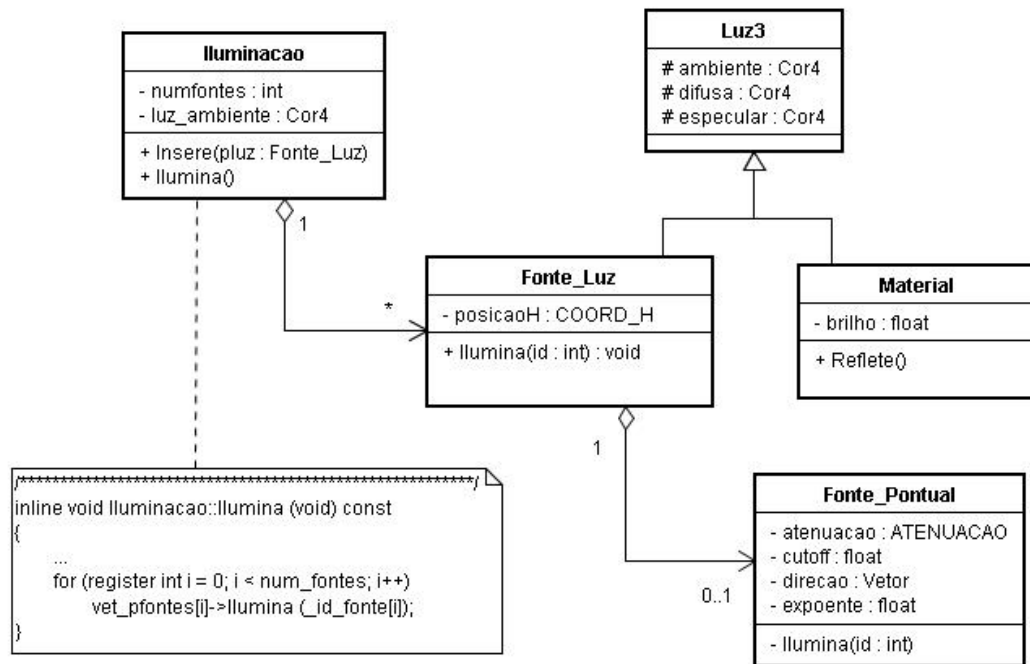 Iluminacao
- numfontes : int
- luz_ambiente : Cor4
+ Insere(pluz : Fonte_Luz)
+ Ilumina()
Luz3
# ambiente : Cor4
# difusa : Cor4
# especular : Cor4
1
*
Fonte_Luz
- posicaoH : COORD_H
+ Ilumina(id : int) : void
Material
- brilho : float
+ Reflete()
1
0..1
/*******************************************************/
inline void Iluminacao::Ilumina (void) const
{
...
for (register int i = 0; i < num_fontes; i++)
vet_pfontes[i]->Ilumina (_id_fonte[i]);
}
Fonte_Pontual
- atenuacao : ATENUACAO
- cutoff : float
- direcao : Vetor
- expoente : float
- Ilumina(id : int)